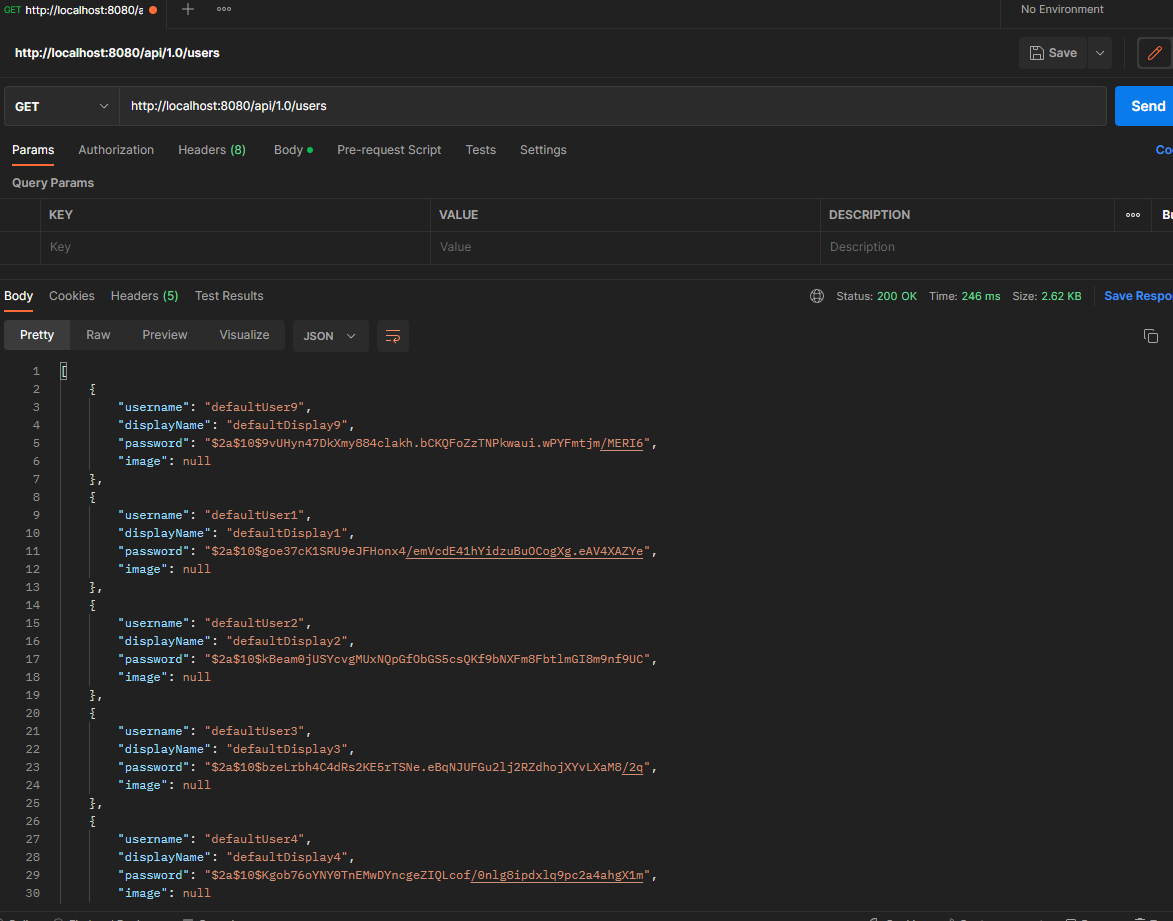 GET http://localhost:8080/a
No Environment
http://localhost:8080/api/1.0/users
Save
GET http://localhost:8080/api/1.0/users Send
Params Authorization Headers (8) Body Pre-request Script Tests Settings Co
Query Params
KEY VALUE DESCRIPTION Bu
Key Value Description
Body Cookies Headers (5) Test Results Status: 200 OK Time: 246 ms Size: 2.62 KB Save Respo
Pretty Raw Preview Visualize JSON
1 [
2 {
3 "username": "defaultUser9",
4 "displayName": "defaultDisplay9",
5 "password": "$2a$10$9vUHyn47DkXmy884clakh.bCKQFoZzTNPkwaui.wPYFmtjm/MERI6",
6 "image": null
7 },
8 {
9 "username": "defaultUser1",
10 "displayName": "defaultDisplay1",
11 "password": "$2a$10$goe37cK1SRU9eJFHonx4/emVcdE41hYidzuBuOCogXg.eAV4XAZYe",
12 "image": null
13 },
14 {
15 "username": "defaultUser2",
16 "displayName": "defaultDisplay2",
17 "password": "$2a$10$kBeam0jUSYcvgMUxNQpGfObGS5csQKf9bNXFm8FbtlmGI8m9nf9UC",
18 "image": null
19 },
20 {
21 "username": "defaultUser3",
22 "displayName": "defaultDisplay3",
23 "password": "$2a$10$bzeLrbh4C4dRs2KE5rTSNe.eBqNJUFGu2lj2RZdhojXYvLXaM8/2q",
24 "image": null
25 },
26 {
27 "username": "defaultUser4",
28 "displayName": "defaultDisplay4",
29 "password": "$2a$10$Kgob76oYNY0TnEMwDYncgeZIQLcof/0nlg8ipdxlq9pc2a4ahgX1m",
30 "image": null